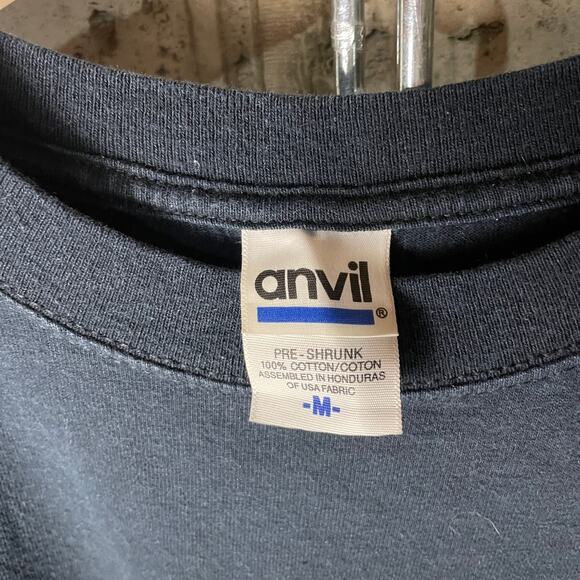 anvil
®
PRE-SHRUNK
100% COTTON/COTON
ASSEMBLED IN HONDURAS
OF USA FABRIC
-M-